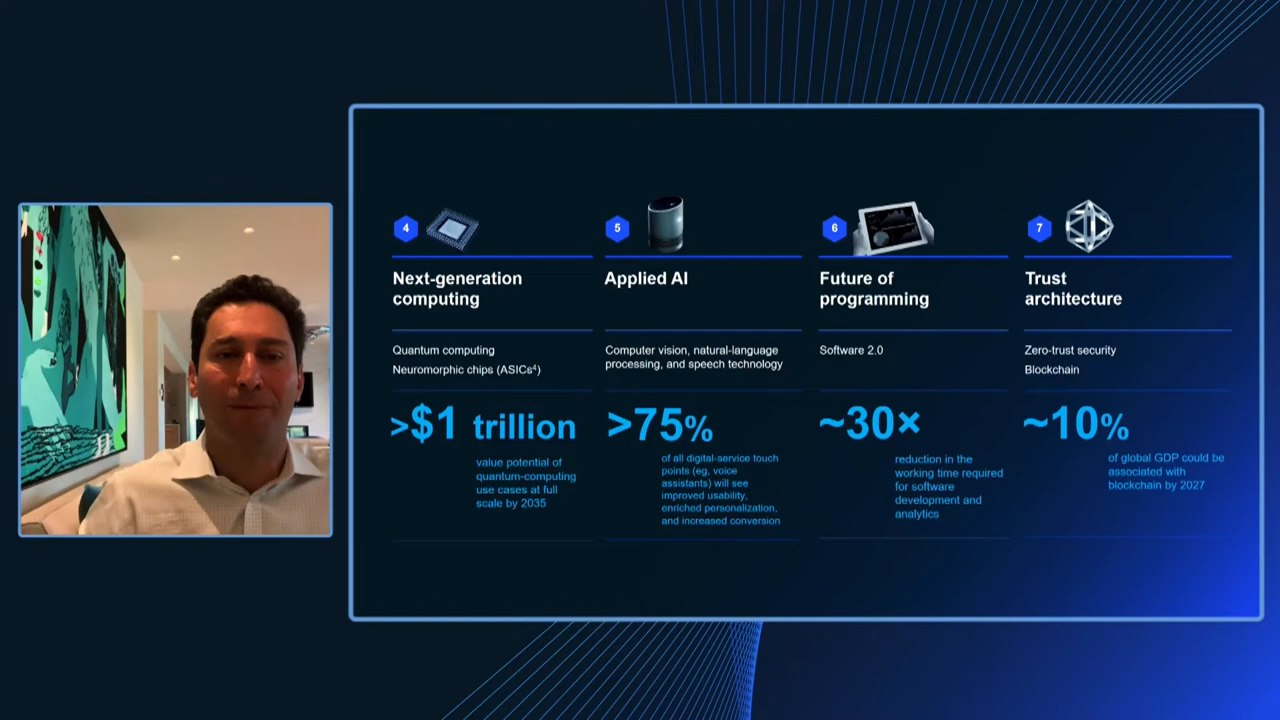 4
Next-generation
computing
Quantum computing
Neuromorphic chips (ASICs⁴)
>$1 trillion
value potential of
quantum-computing
use cases at full
scale by 2035
5
Applied AI
Computer vision, natural-language
processing, and speech technology
>75%
of all digital-service touch
points (eg, voice
assistants) will see
improved usability,
enriched personalization,
and increased conversion
6
Future of
programming
Software 2.0
~30×
reduction in the
working time required
for software
development and
analytics
7
Trust
architecture
Zero-trust security
Blockchain
~10%
of global GDP could be
associated with
blockchain by 2027